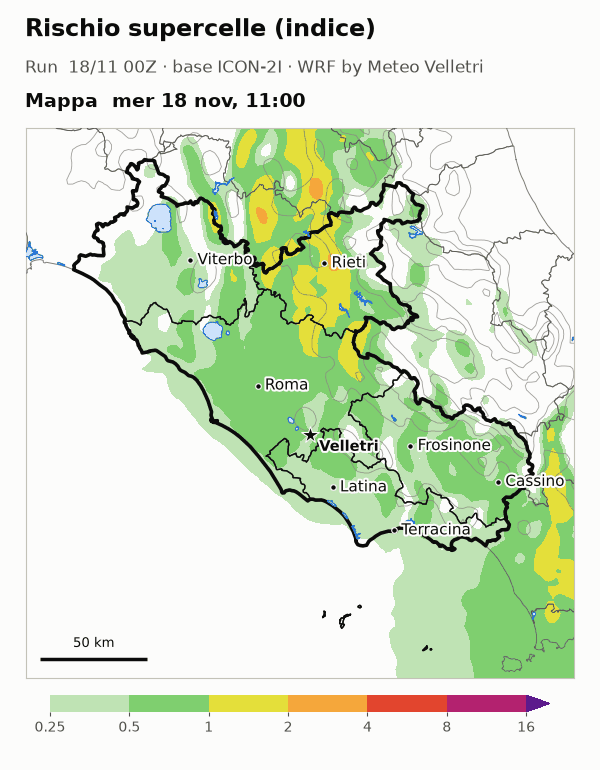 Rischio supercelle (indice)
Run  18/11 00Z · base ICON-2I · WRF by Meteo Velletri
Mappa  mer 18 nov, 11:00
Viterbo
Rieti
Roma
Velletri
Frosinone
Cassino
Latina
Terracina
50 km
0.25 0.5 1 2 4 8 16